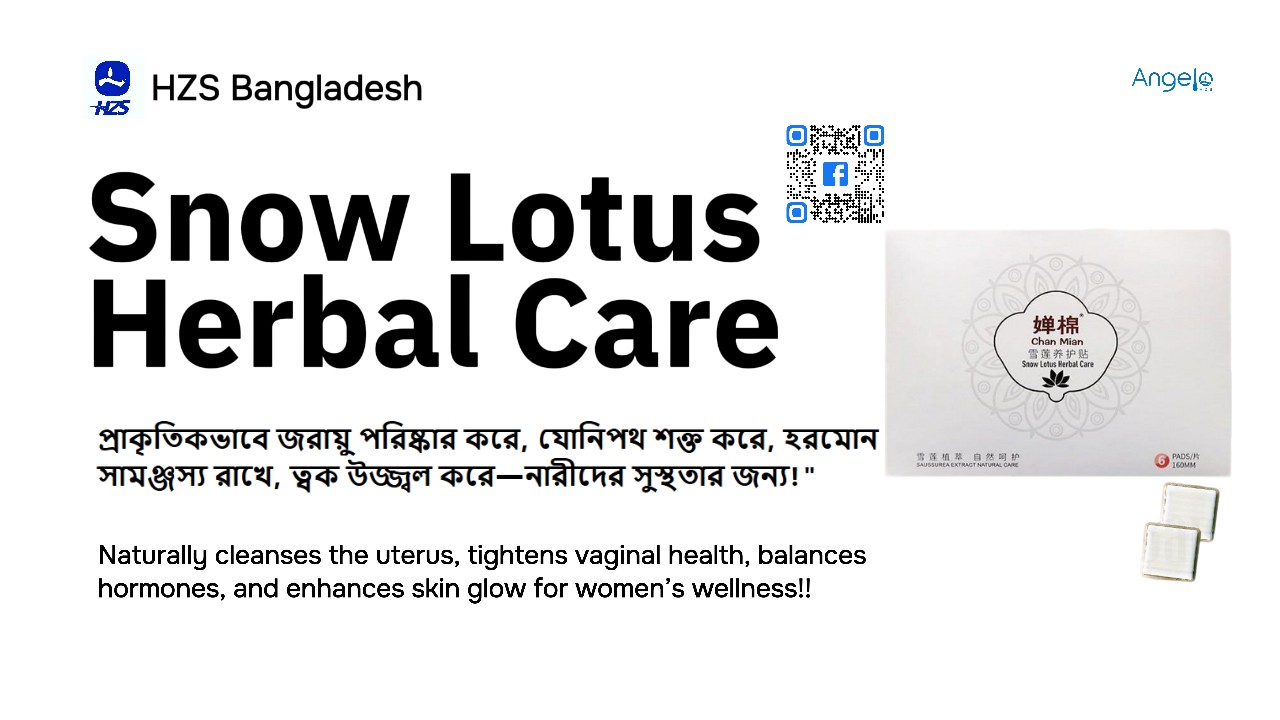 HZS
HZS Bangladesh
Angelo
Snow Lotus
Herbal Care
婵棉®
Chan Mian
雪莲养护贴
Snow Lotus Herbal Care
雪莲植萃 自然呵护
SAUSSUREA EXTRACT NATURAL CARE
6 PADS/片
160MM
প্রাকৃতিকভাবে জরায়ু পরিষ্কার করে, যোনিপথ শক্ত করে, হরমোন
সামঞ্জস্য রাখে, ত্বক উজ্জ্বল করে—নারীদের সুস্থতার জন্য! "
Naturally cleanses the uterus, tightens vaginal health, balances
hormones, and enhances skin glow for women’s wellness!!